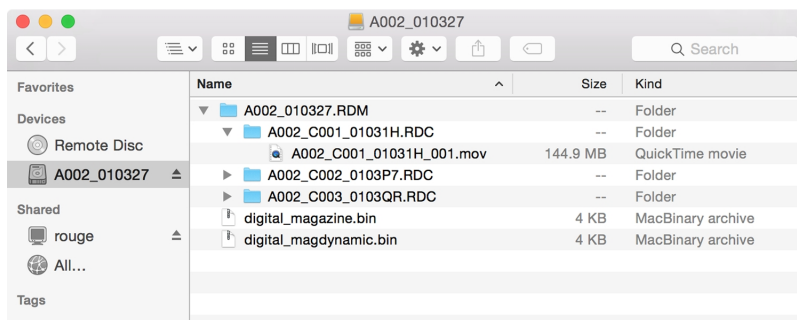 A002_010327
Search
Favorites
Devices
Remote Disc
A002_010327
Shared
rouge
All...
Tags
Name Size Kind
A002_010327.RDM -- Folder
A002_C001_01031H.RDC -- Folder
A002_C001_01031H_001.mov 144.9 MB QuickTime movie
A002_C002_0103P7.RDC -- Folder
A002_C003_0103QR.RDC -- Folder
digital_magazine.bin 4 KB MacBinary archive
digital_magdynamic.bin 4 KB MacBinary archive